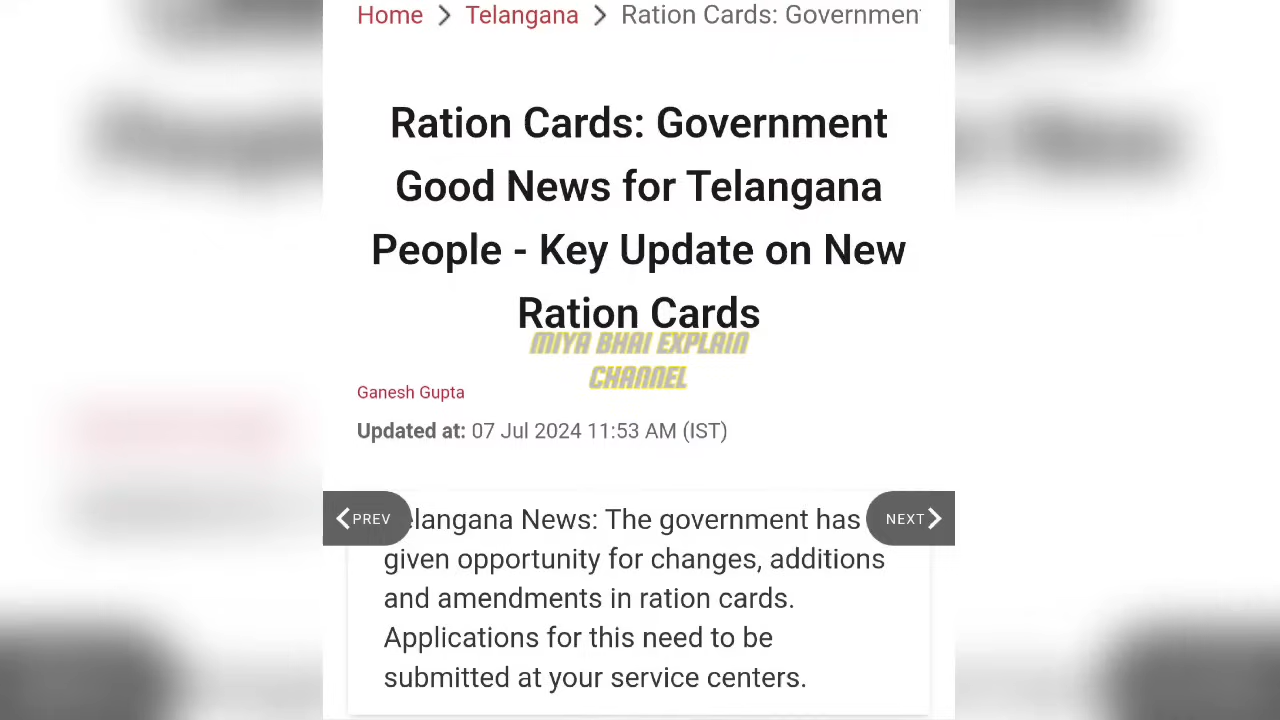 Home > Telangana > Ration Cards: Governmen
Ration Cards: Government
Good News for Telangana
People - Key Update on New
Ration Cards
MIYA BHAI EXPLAIN
CHANNEL
Ganesh Gupta
Updated at: 07 Jul 2024 11:53 AM (IST)
PREV
elangana News: The government has
NEXT
given opportunity for changes, additions
and amendments in ration cards.
Applications for this need to be
submitted at your service centers.